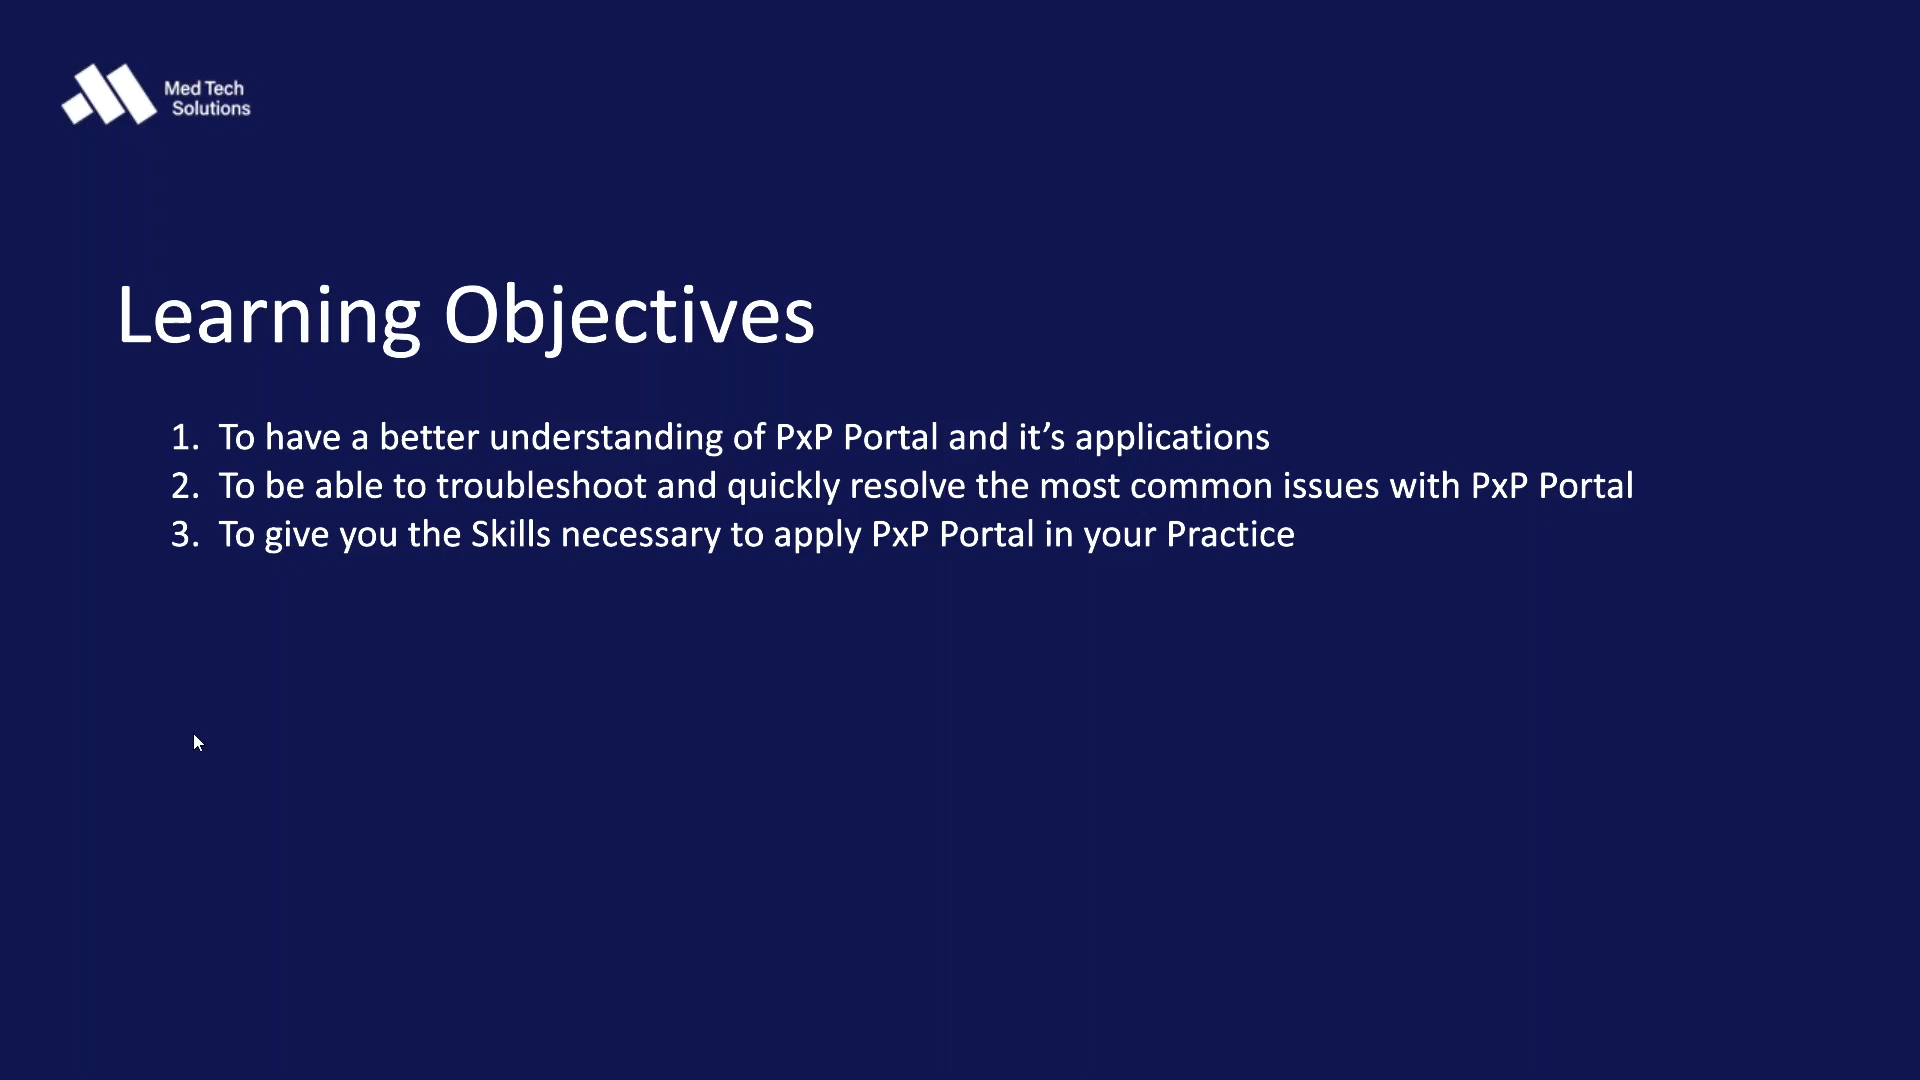 Med Tech
Solutions
Learning Objectives
1. To have a better understanding of PxP Portal and it’s applications
2. To be able to troubleshoot and quickly resolve the most common issues with PxP Portal
3. To give you the Skills necessary to apply PxP Portal in your Practice